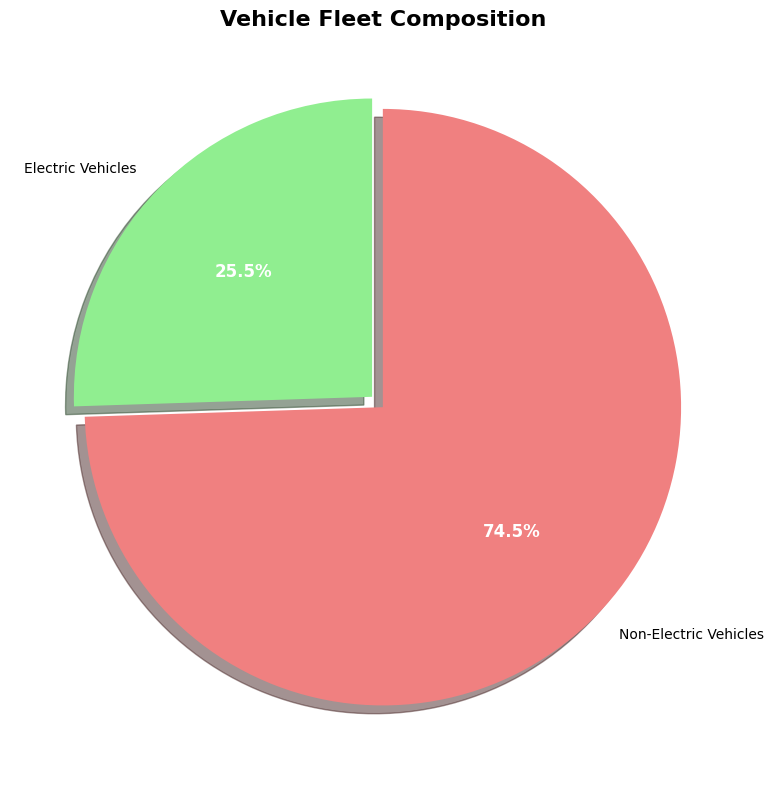 Vehicle Fleet Composition
Electric Vehicles
25.5%
74.5%
Non-Electric Vehicles